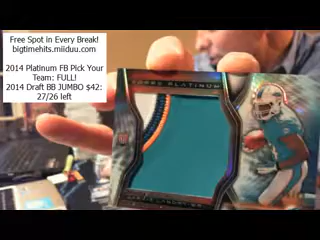 Free Spot in Every Break!
bigtimehits.miiduu.com
2014 Platinum FB Pick Your
Team: FULL!
2014 Draft BB JUMBO $42:
27/26 left
TOPPS PLATINUM